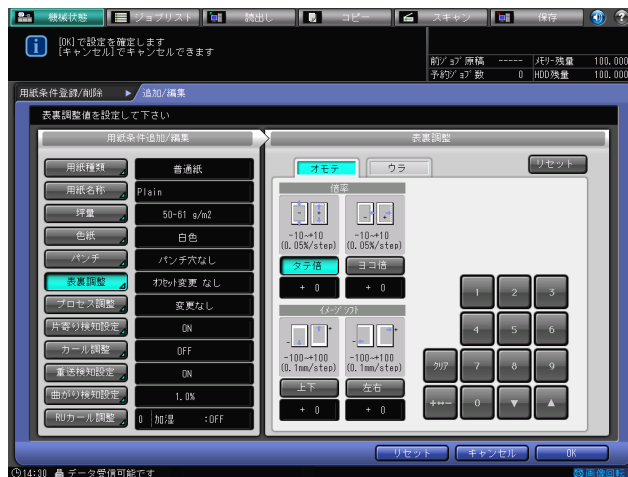 機械状態 ジョブリスト 読出し コピー スキャン 保存
[OK]で設定を確定します
[キャンセル]でキャンセルできます
前ジョブ原稿 ----- メモリ-残量 100.000
予約ジョブ数 0 HDD残量 100.000
用紙条件登録/削除 ▶ 追加/編集
表裏調整値を設定して下さい
用紙条件追加/編集
用紙種類 普通紙
用紙名称 Plain
坪量 50-61 g/m2
色紙 白色
パンチ パンチ穴なし
表裏調整 オフセット変更 なし
プロセス調整 変更なし
片寄り検知設定 ON
カール調整 OFF
重送検知設定 ON
曲がり検知設定 1.0%
RUカール調整 0 加湿 :OFF
表裏調整
オモテ ウラ リセット
倍率
-10~+10 -10~+10
(0.05%/step) (0.05%/step)
タテ倍 ヨコ倍
+ 0 + 0
イメージシフト
-100~+100 -100~+100
(0.1mm/step) (0.1mm/step)
上下 左右
+ 0 + 0
1 2 3
4 5 6
クリア 7 8 9
+↔- 0 ▼ ▲
リセット キャンセル OK
14:30 データ受信可能です 画像回転